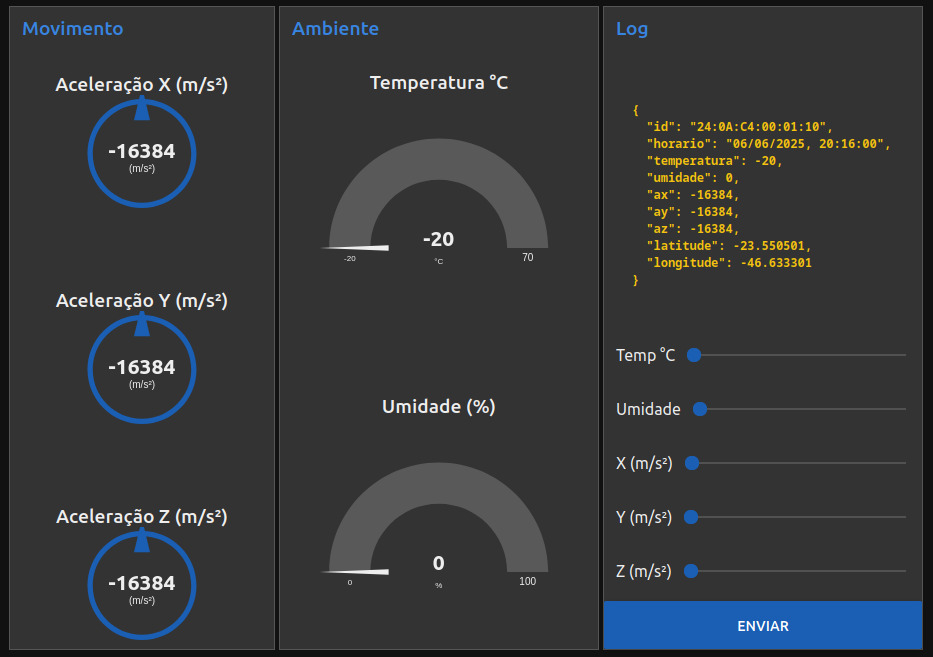 Movimento
Aceleração X (m/s²)
-16384
(m/s²)
Aceleração Y (m/s²)
-16384
(m/s²)
Aceleração Z (m/s²)
-16384
(m/s²)
Ambiente
Temperatura °C
-20
°C
-20
70
Umidade (%)
0
%
0
100
Log
{
"id": "24:0A:C4:00:01:10",
"horario": "06/06/2025, 20:16:00",
"temperatura": -20,
"umidade": 0,
"ax": -16384,
"ay": -16384,
"az": -16384,
"latitude": -23.550501,
"longitude": -46.633301
}
Temp °C
Umidade
X (m/s²)
Y (m/s²)
Z (m/s²)
ENVIAR